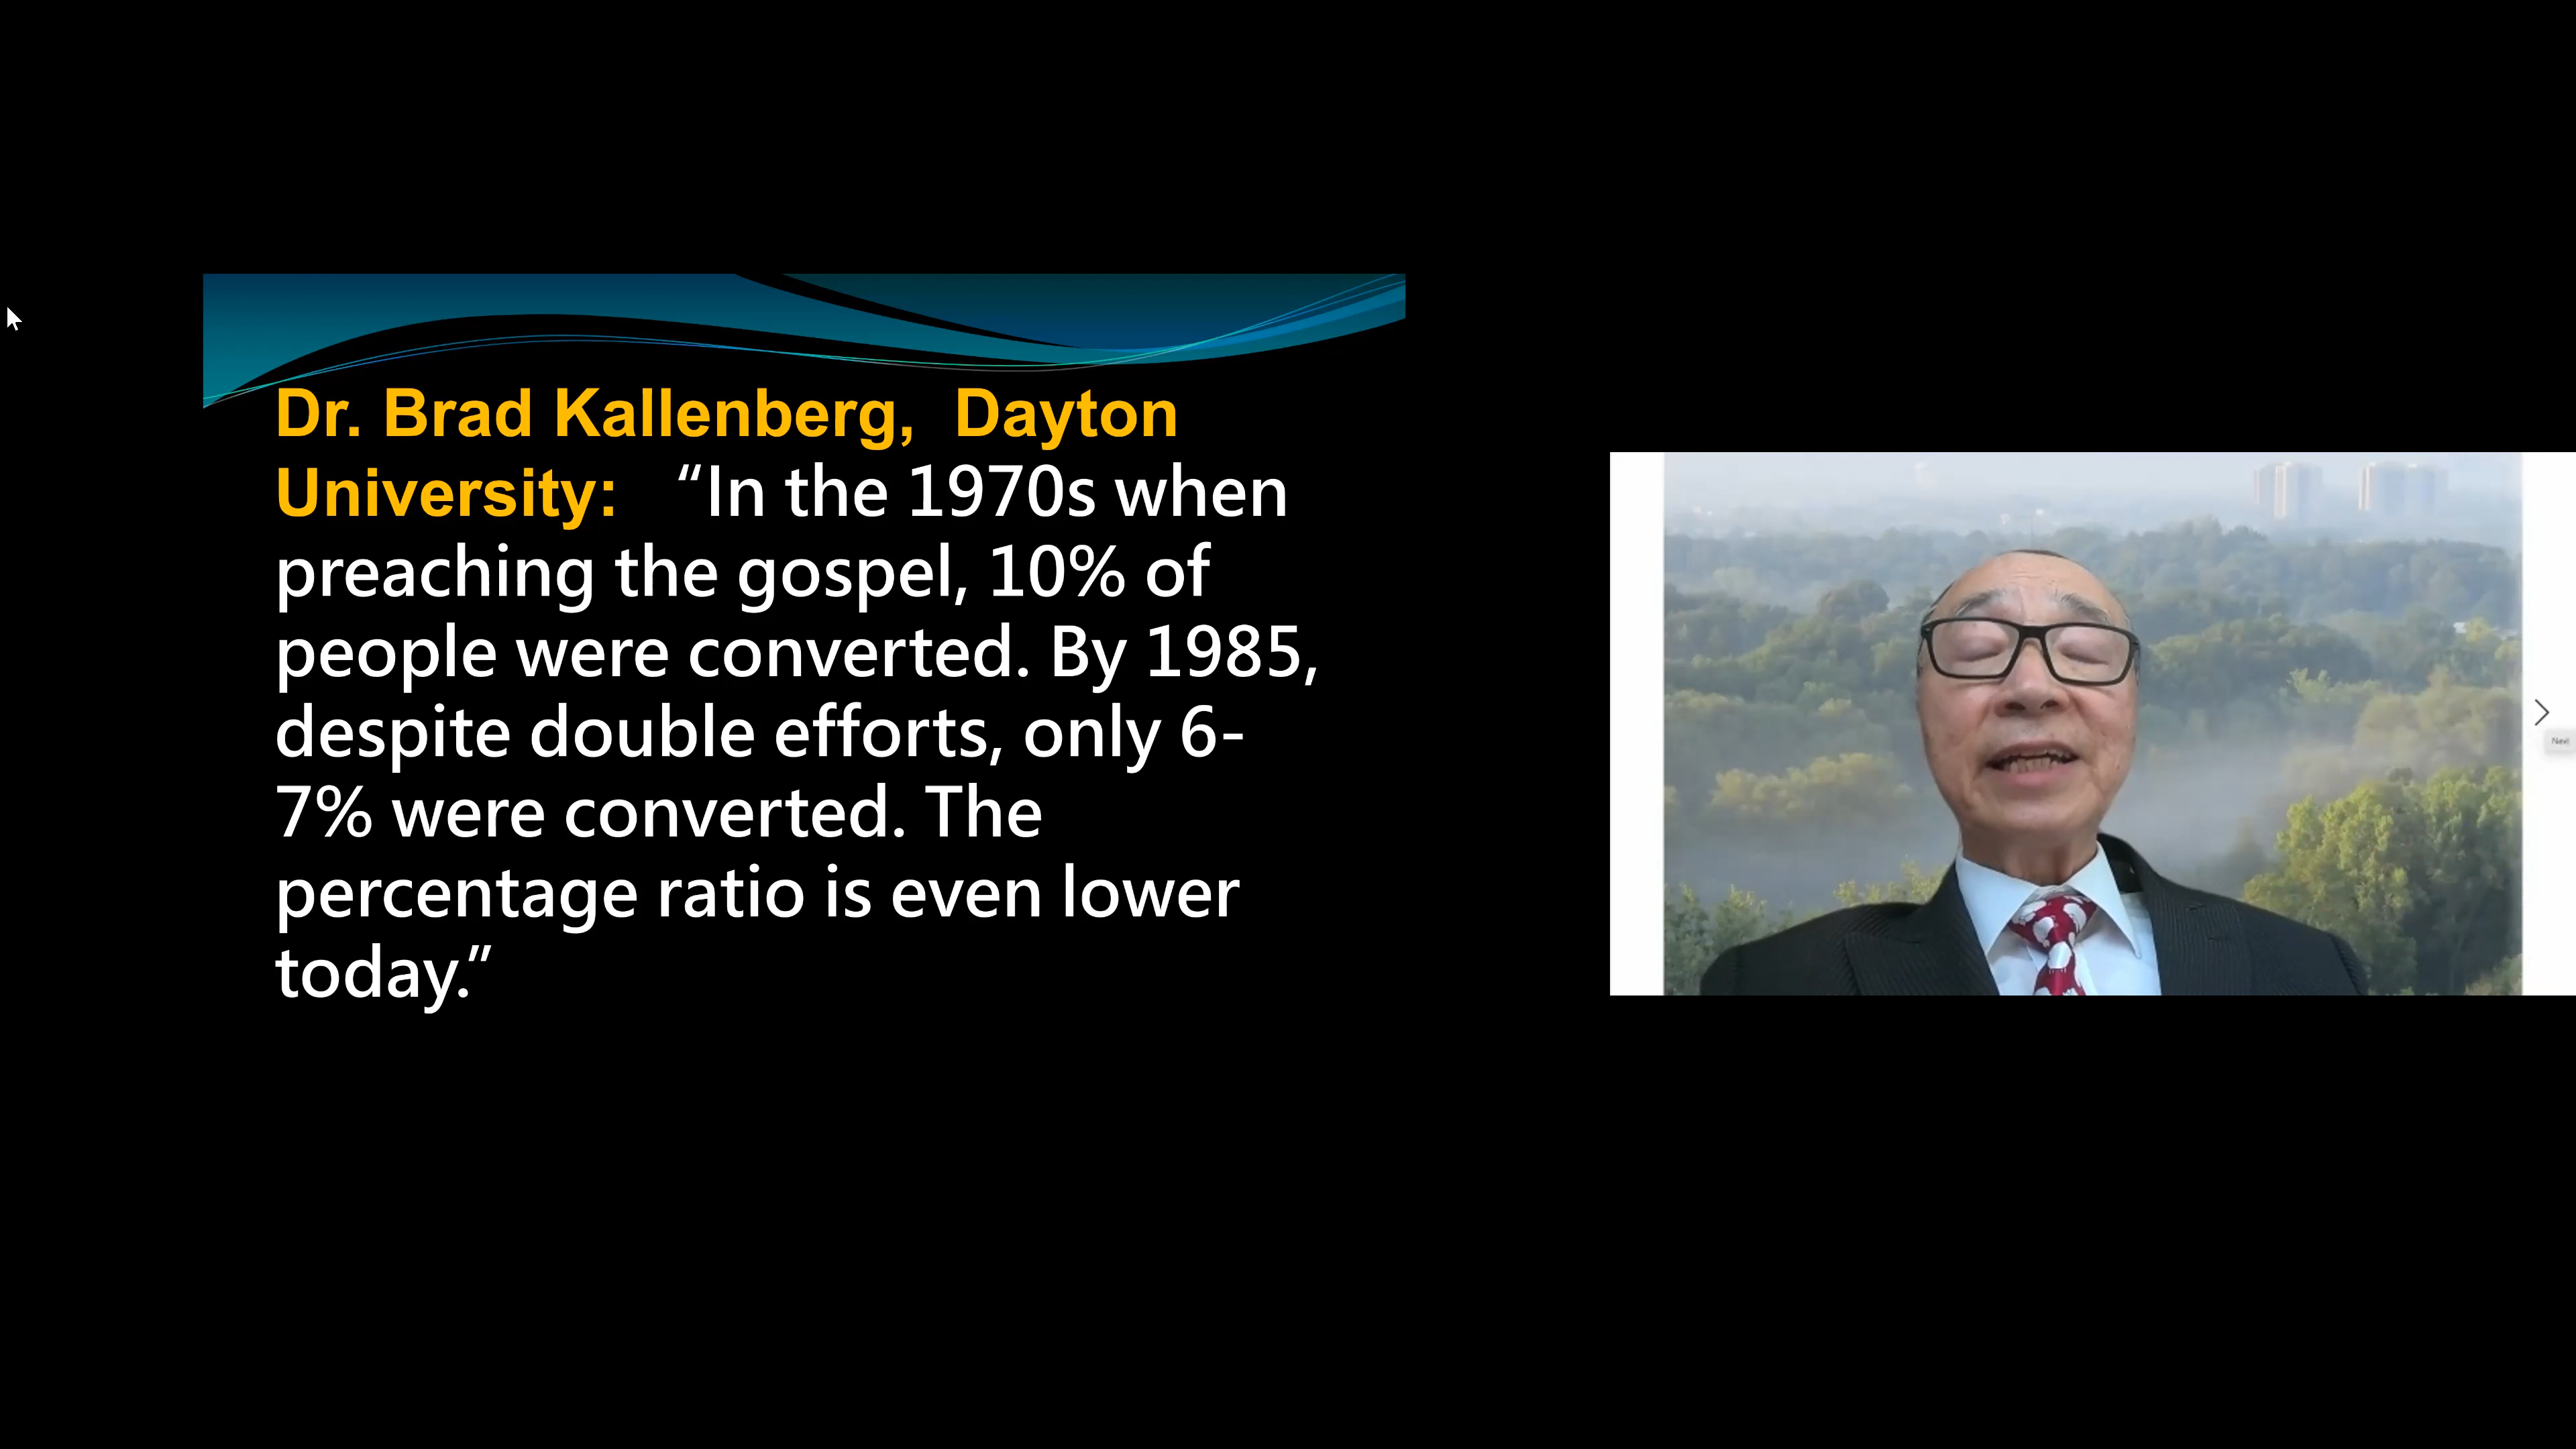 Dr. Brad Kallenberg,  Dayton
University:   “In the 1970s when
preaching the gospel, 10% of
people were converted. By 1985,
despite double efforts, only 6-
7% were converted. The
percentage ratio is even lower
today.”
Next